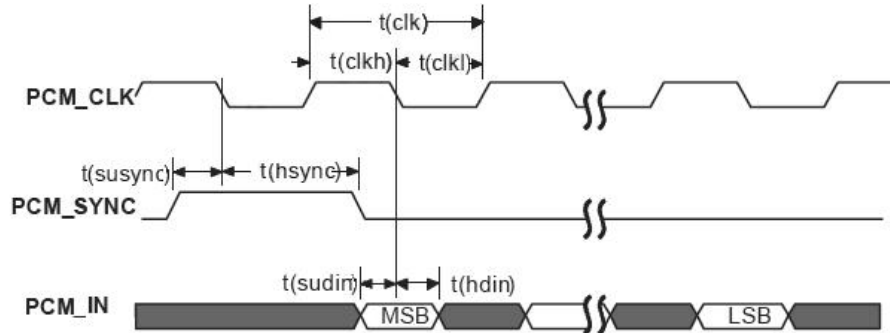 t(clk)
t(clkh) t(clkl)
PCM_CLK
t(susync) t(hsync)
PCM_SYNC
t(sudin) t(hdin)
PCM_IN MSB LSB